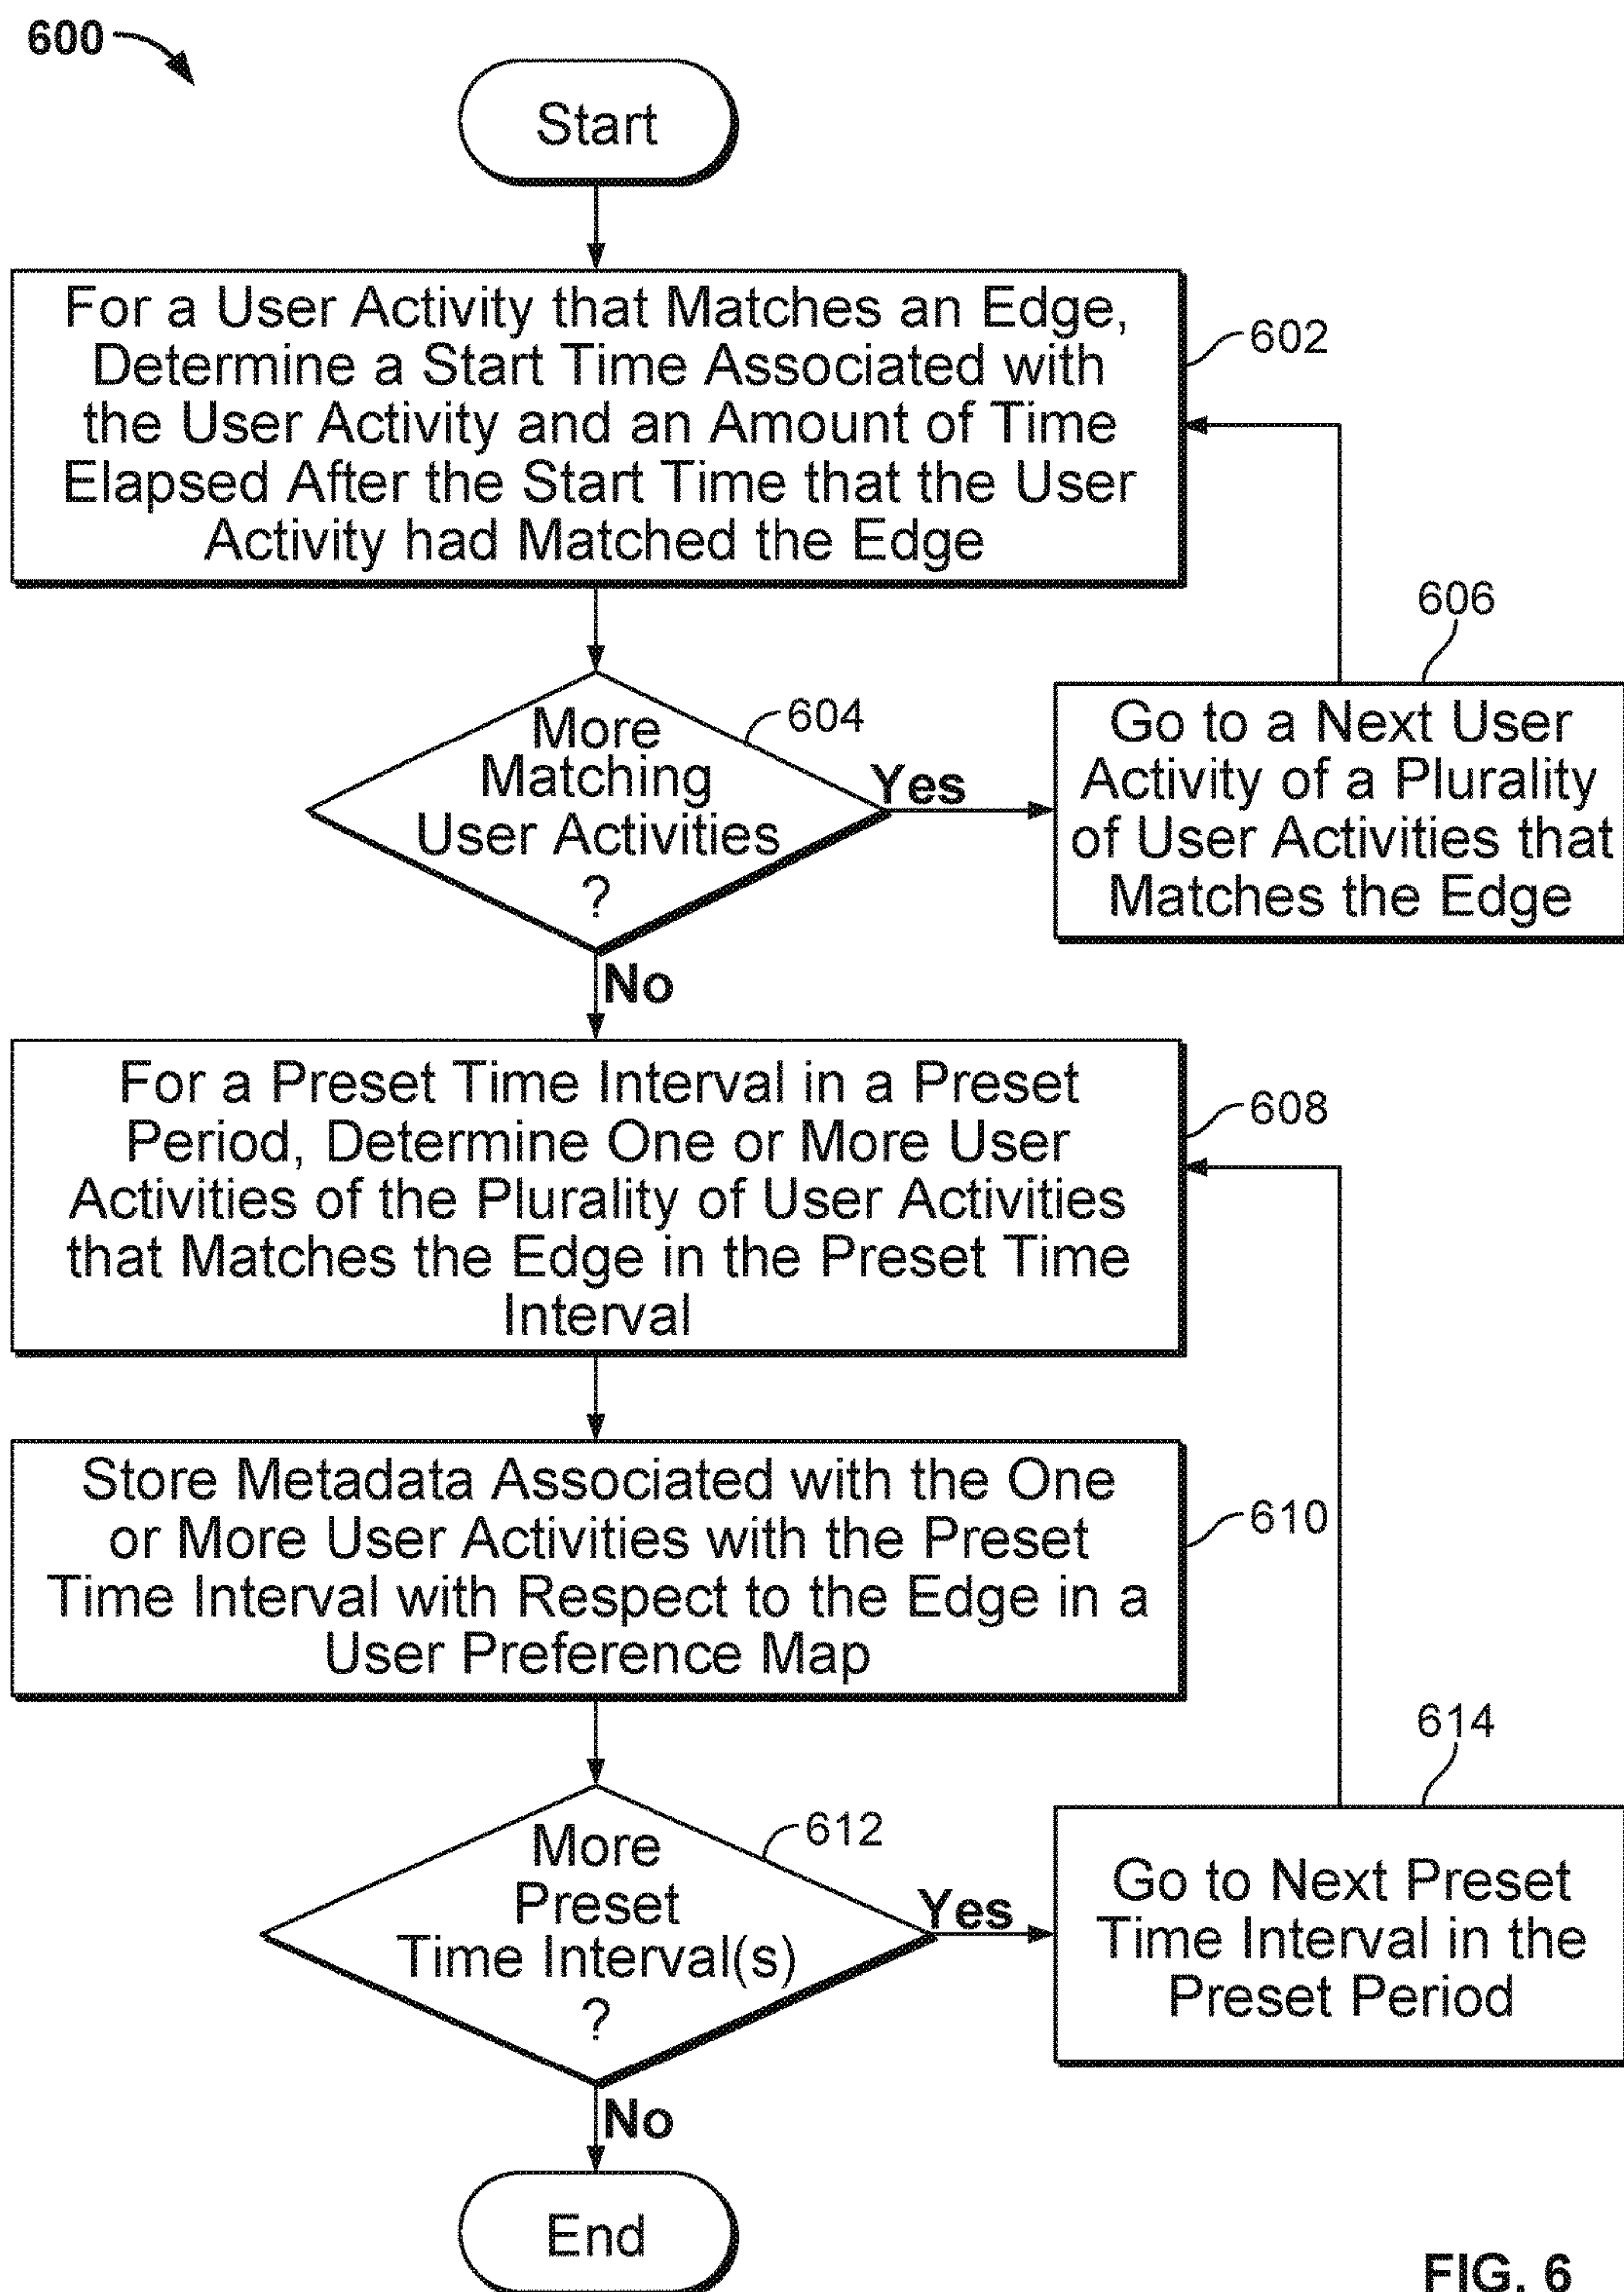 600
Start
For a User Activity that Matches an Edge,
Determine a Start Time Associated with
the User Activity and an Amount of Time
Elapsed After the Start Time that the User
Activity had Matched the Edge
602
More
Matching
User Activities
?
604
Yes
606
Go to a Next User
Activity of a Plurality
of User Activities that
Matches the Edge
No
For a Preset Time Interval in a Preset
Period, Determine One or More User
Activities of the Plurality of User Activities
that Matches the Edge in the Preset Time
Interval
608
Store Metadata Associated with the One
or More User Activities with the Preset
Time Interval with Respect to the Edge in a
User Preference Map
610
More
Preset
Time Interval(s)
?
612
Yes
614
Go to Next Preset
Time Interval in the
Preset Period
No
End
FIG. 6